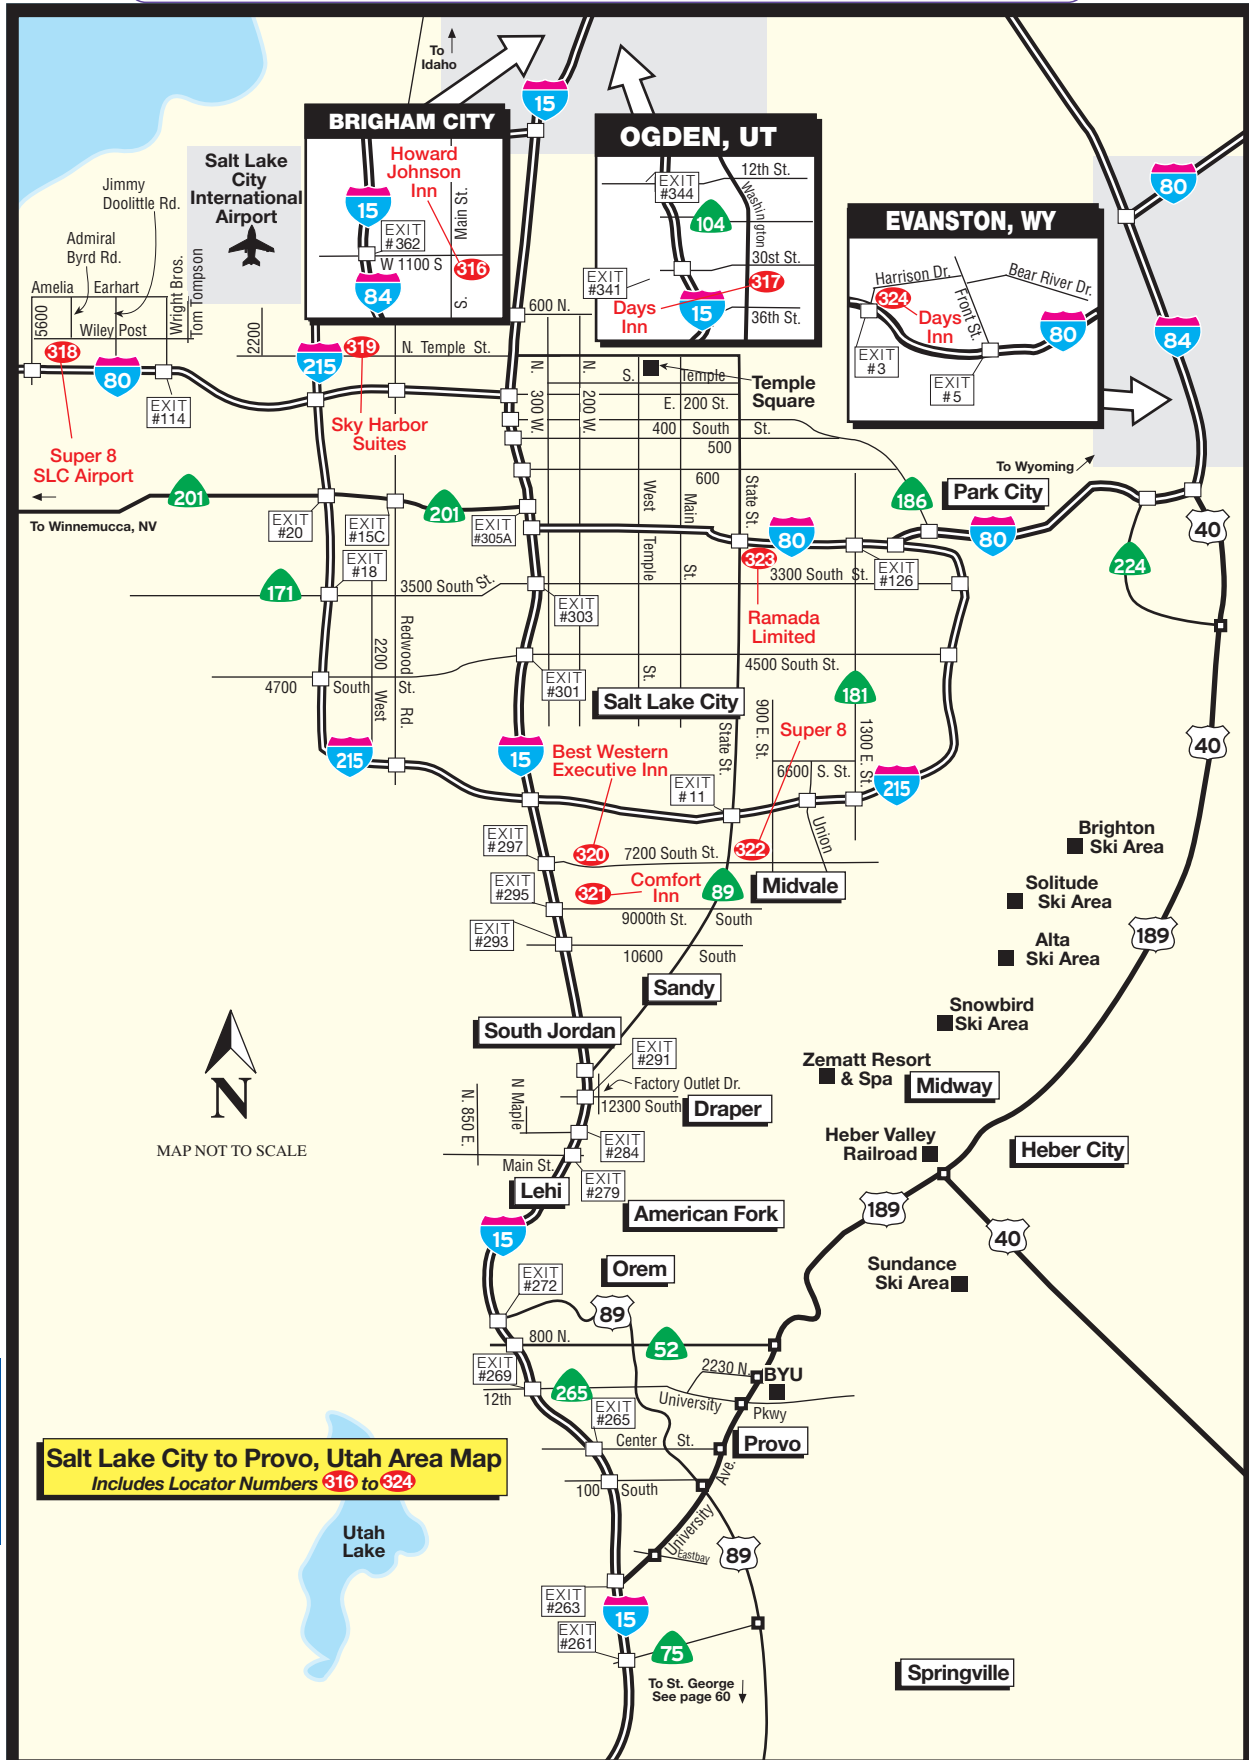 To
Idaho
15
BRIGHAM CITY
Howard
Johnson
Inn
15
Main St.
S.
EXIT
#362
W 1100 S
316
84
OGDEN, UT
12th St.
EXIT
#344
Washington
104
30st St.
EXIT
#341
317
Days
Inn
15
36th St.
80
EVANSTON, WY
Harrison Dr.
Bear River Dr.
324
Front St.
Days
Inn
80
EXIT
#3
EXIT
#5
84
Salt Lake
City
International
Airport
Jimmy
Doolittle Rd.
Admiral
Byrd Rd.
Amelia
Earhart
5600
Wiley Post
Wright Bros.
Tom Tompson
2200
318
80
EXIT
#114
215
319
N. Temple St.
600 N.
Sky Harbor
Suites
Super 8
SLC Airport
N.
300 W.
N.
200 W.
S.
Temple
Temple
Square
E.
200 St.
400
South
St.
500
600
To Wyoming
Park City
186
201
201
To Winnemucca, NV
EXIT
#20
EXIT
#15C
EXIT
#305A
EXIT
#18
West
Temple
St.
Main
St.
State St.
80
80
40
224
323
3300 South St.
EXIT
#126
171
3500 South St.
EXIT
#303
Ramada
Limited
Redwood
Rd.
2200
West
4500 South St.
EXIT
#301
4700
South
St.
Salt Lake City
181
900 E. St.
1300 E. St.
State St.
215
15
Best Western
Executive Inn
Super 8
6600
S. St.
215
40
EXIT
#11
Union
EXIT
#297
320
7200 South St.
322
EXIT
#295
321
Comfort
Inn
89
Midvale
9000th St.
South
EXIT
#293
10600
South
Brighton
Ski Area
Solitude
Ski Area
189
Alta
Ski Area
Sandy
Snowbird
Ski Area
South Jordan
EXIT
#291
Zematt Resort
& Spa
Midway
Factory Outlet Dr.
12300 South
Draper
N. 850 E.
N Maple
N
MAP NOT TO SCALE
EXIT
#284
Heber Valley
Railroad
Heber City
Main St.
EXIT
#279
Lehi
American Fork
189
15
40
Orem
Sundance
Ski Area
EXIT
#272
89
800 N.
52
EXIT
#269
2230 N.
BYU
12th
265
University
Pkwy
EXIT
#265
Center
St.
Provo
Salt Lake City to Provo, Utah Area Map
Includes Locator Numbers 316 to 324
100
South
University
Ave.
Utah
Lake
Eastbay
89
EXIT
#263
15
EXIT
#261
75
To St. George
See page 60
Springville